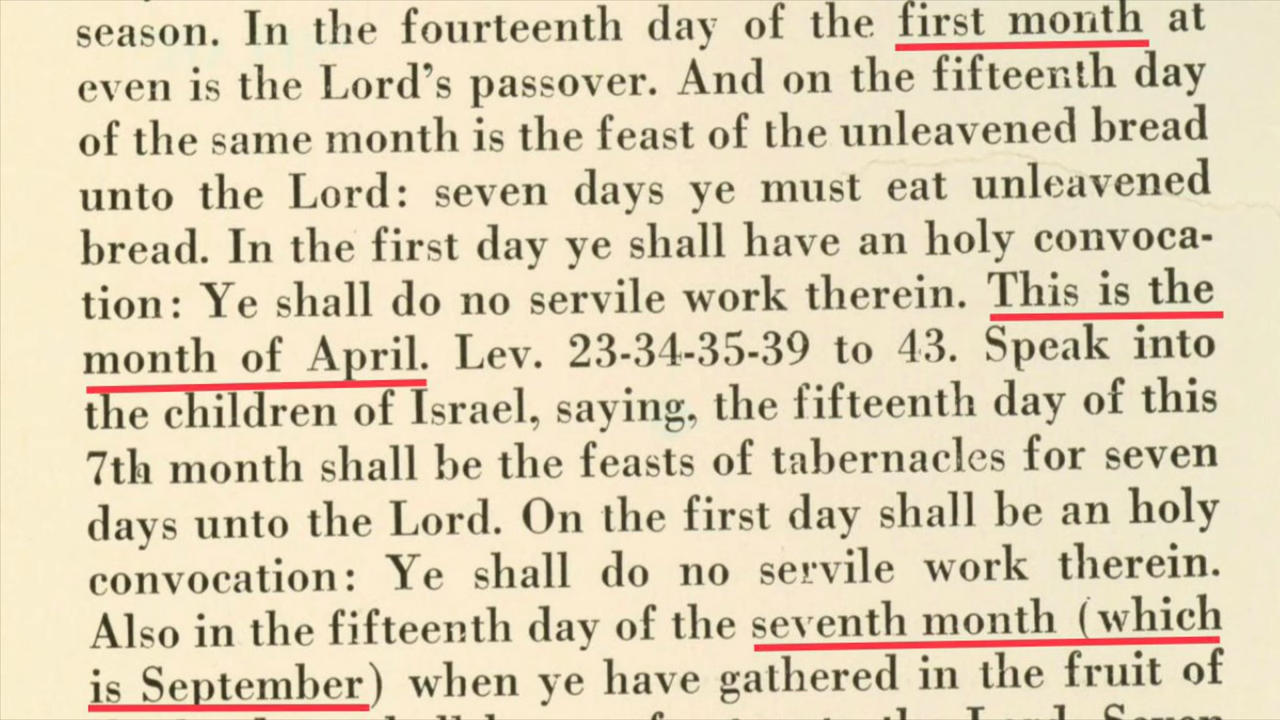 season. In the fourteenth day of the first month at
even is the Lord's passover. And on the fifteenth day
of the same month is the feast of the unleavened bread
unto the Lord: seven days ye must eat unleavened
bread. In the first day ye shall have an holy convoca-
tion: Ye shall do no servile work therein. This is the
month of April. Lev. 23-34-35-39 to 43. Speak into
the children of Israel, saying, the fifteenth day of this
7th month shall be the feasts of tabernacles for seven
days unto the Lord. On the first day shall be an holy
convocation: Ye shall do no servile work therein.
Also in the fifteenth day of the seventh month (which
is September) when ye have gathered in the fruit of